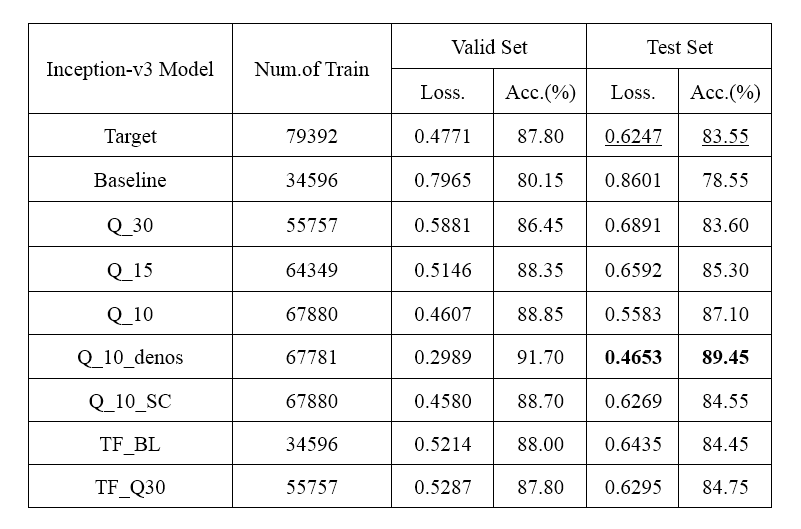 Inception-v3 Model Num.of Train Valid Set Test Set
Loss. Acc.(%) Loss. Acc.(%)
Target 79392 0.4771 87.80 0.6247 83.55
Baseline 34596 0.7965 80.15 0.8601 78.55
Q_30 55757 0.5881 86.45 0.6891 83.60
Q_15 64349 0.5146 88.35 0.6592 85.30
Q_10 67880 0.4607 88.85 0.5583 87.10
Q_10_denos 67781 0.2989 91.70 0.4653 89.45
Q_10_SC 67880 0.4580 88.70 0.6269 84.55
TF_BL 34596 0.5214 88.00 0.6435 84.45
TF_Q30 55757 0.5287 87.80 0.6295 84.75